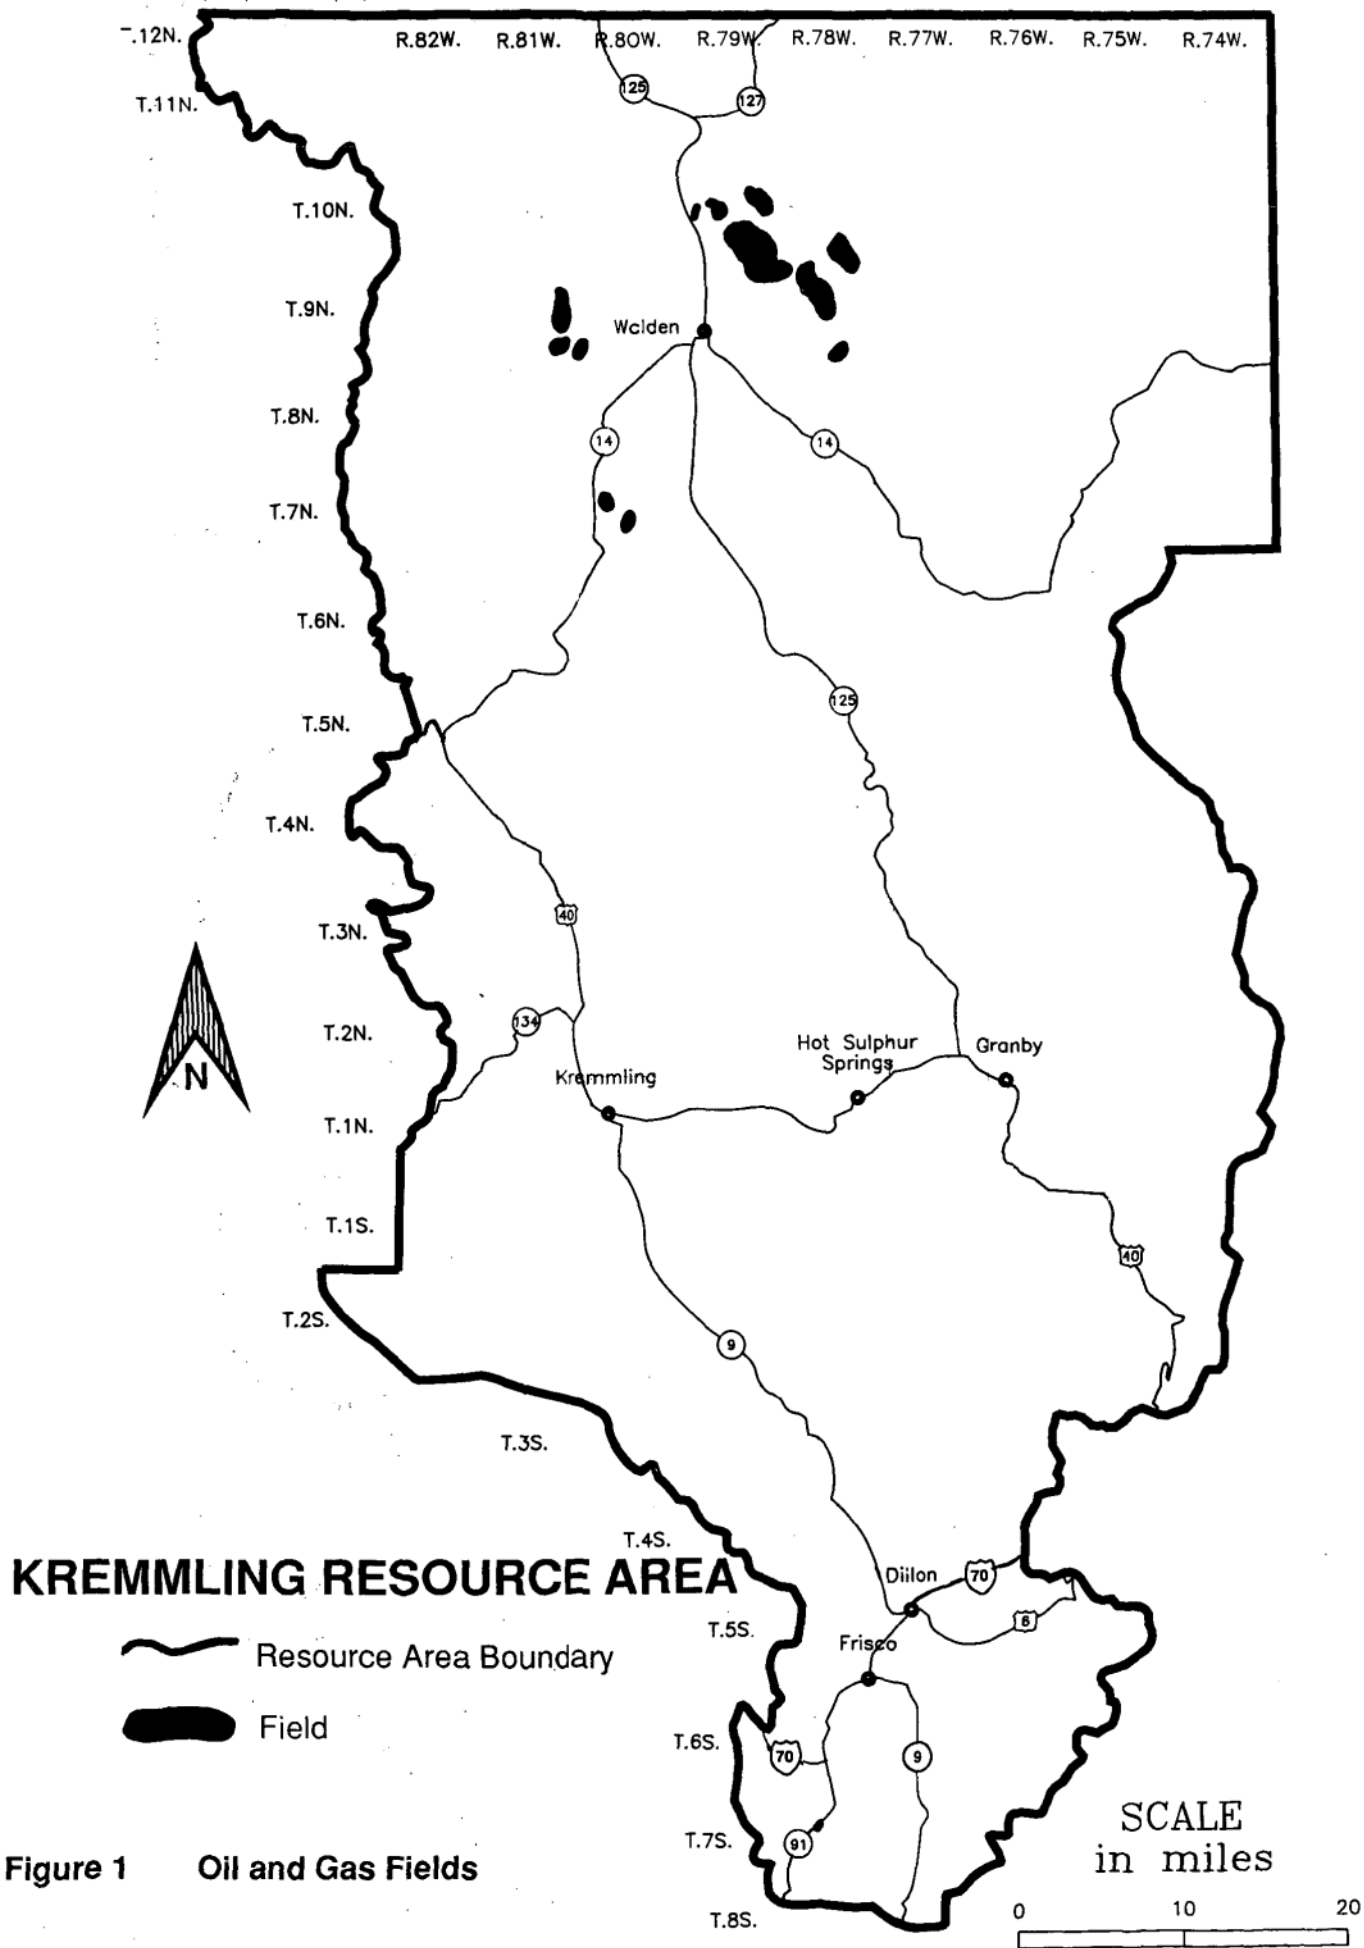 T.12N.
R.82W. R.81W. R.80W. R.79W. R.78W. R.77W. R.76W. R.75W. R.74W.
125
127
T.11N.
T.10N.
T.9N.
Walden
T.8N.
14
14
T.7N.
T.6N.
125
T.5N.
T.4N.
40
T.3N.
134
T.2N.
N
Hot Sulphur
Springs
Granby
Kremmling
T.1N.
T.1S.
40
T.2S.
9
T.3S.
T.4S.
KREMMLING RESOURCE AREA
Dillon
70
6
T.5S.
Frisco
Resource Area Boundary
Field
T.6S.
70
9
T.7S.
91
SCALE
in miles
Figure 1 Oil and Gas Fields
T.8S.
0 10 20